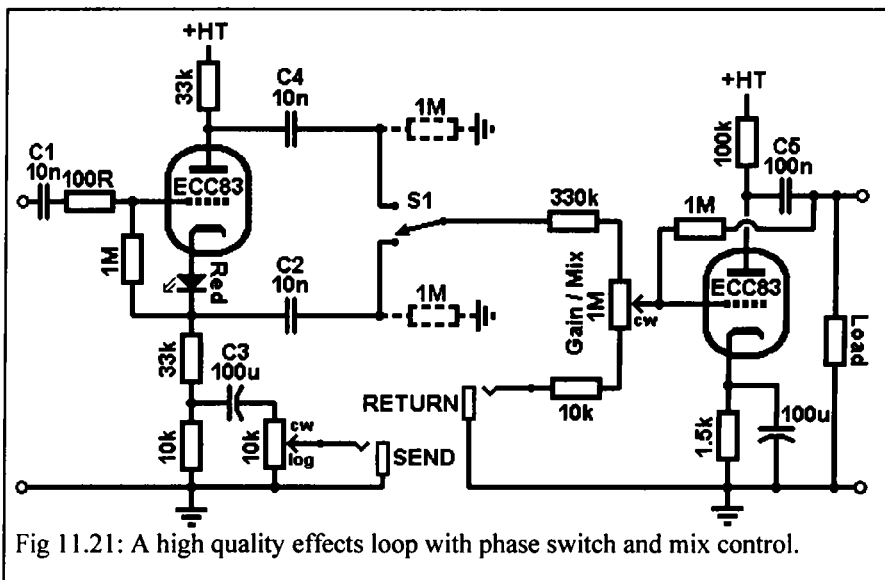 +HT
33k
C4
10n
1M
C1
10n
100R
ECC83
S1
1M
Red
C2
10n
1M
33k
C3
100u
10k
10k
cw
log
SEND
RETURN
330k
Gain / Mix
1M
cw
10k
+HT
100k
C5
100n
1M
ECC83
Load
1.5k
100u
Fig 11.21: A high quality effects loop with phase switch and mix control.